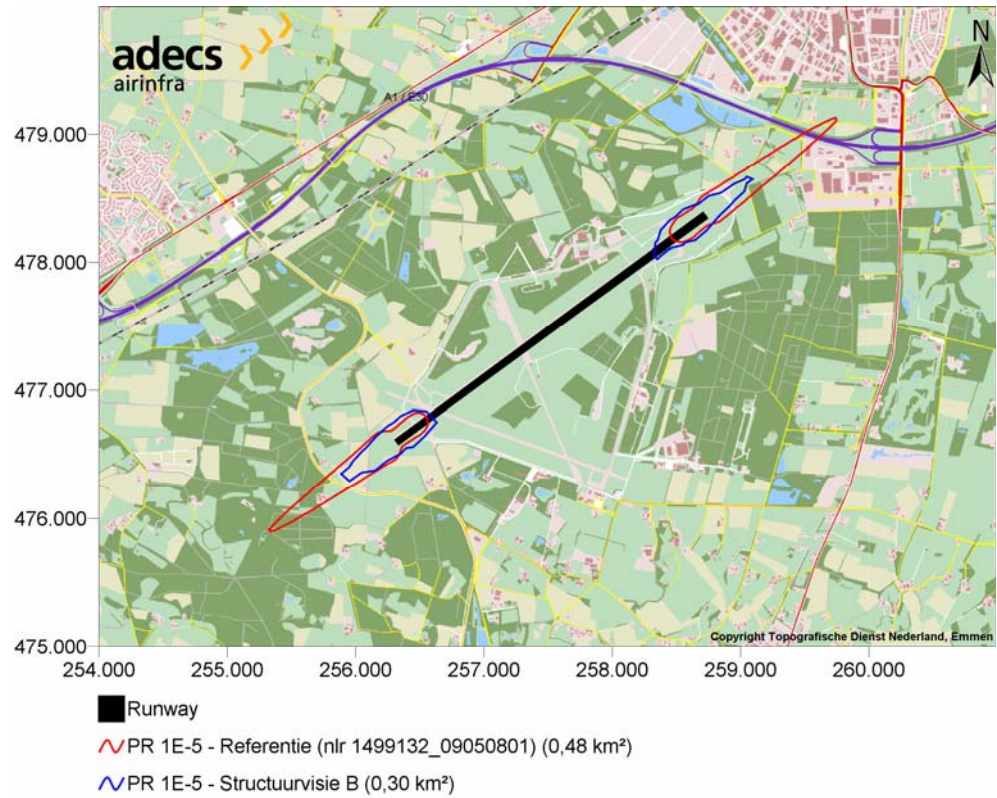 adecs
airinfra
A1 / E30
N
479.000
478.000
477.000
476.000
475.000
Copyright Topografische Dienst Nederland, Emmen
254.000 255.000 256.000 257.000 258.000 259.000 260.000
Runway
PR 1E-5 - Referentie (nlr 1499132_09050801) (0,48 km²)
PR 1E-5 - Structuurvisie B (0,30 km²)